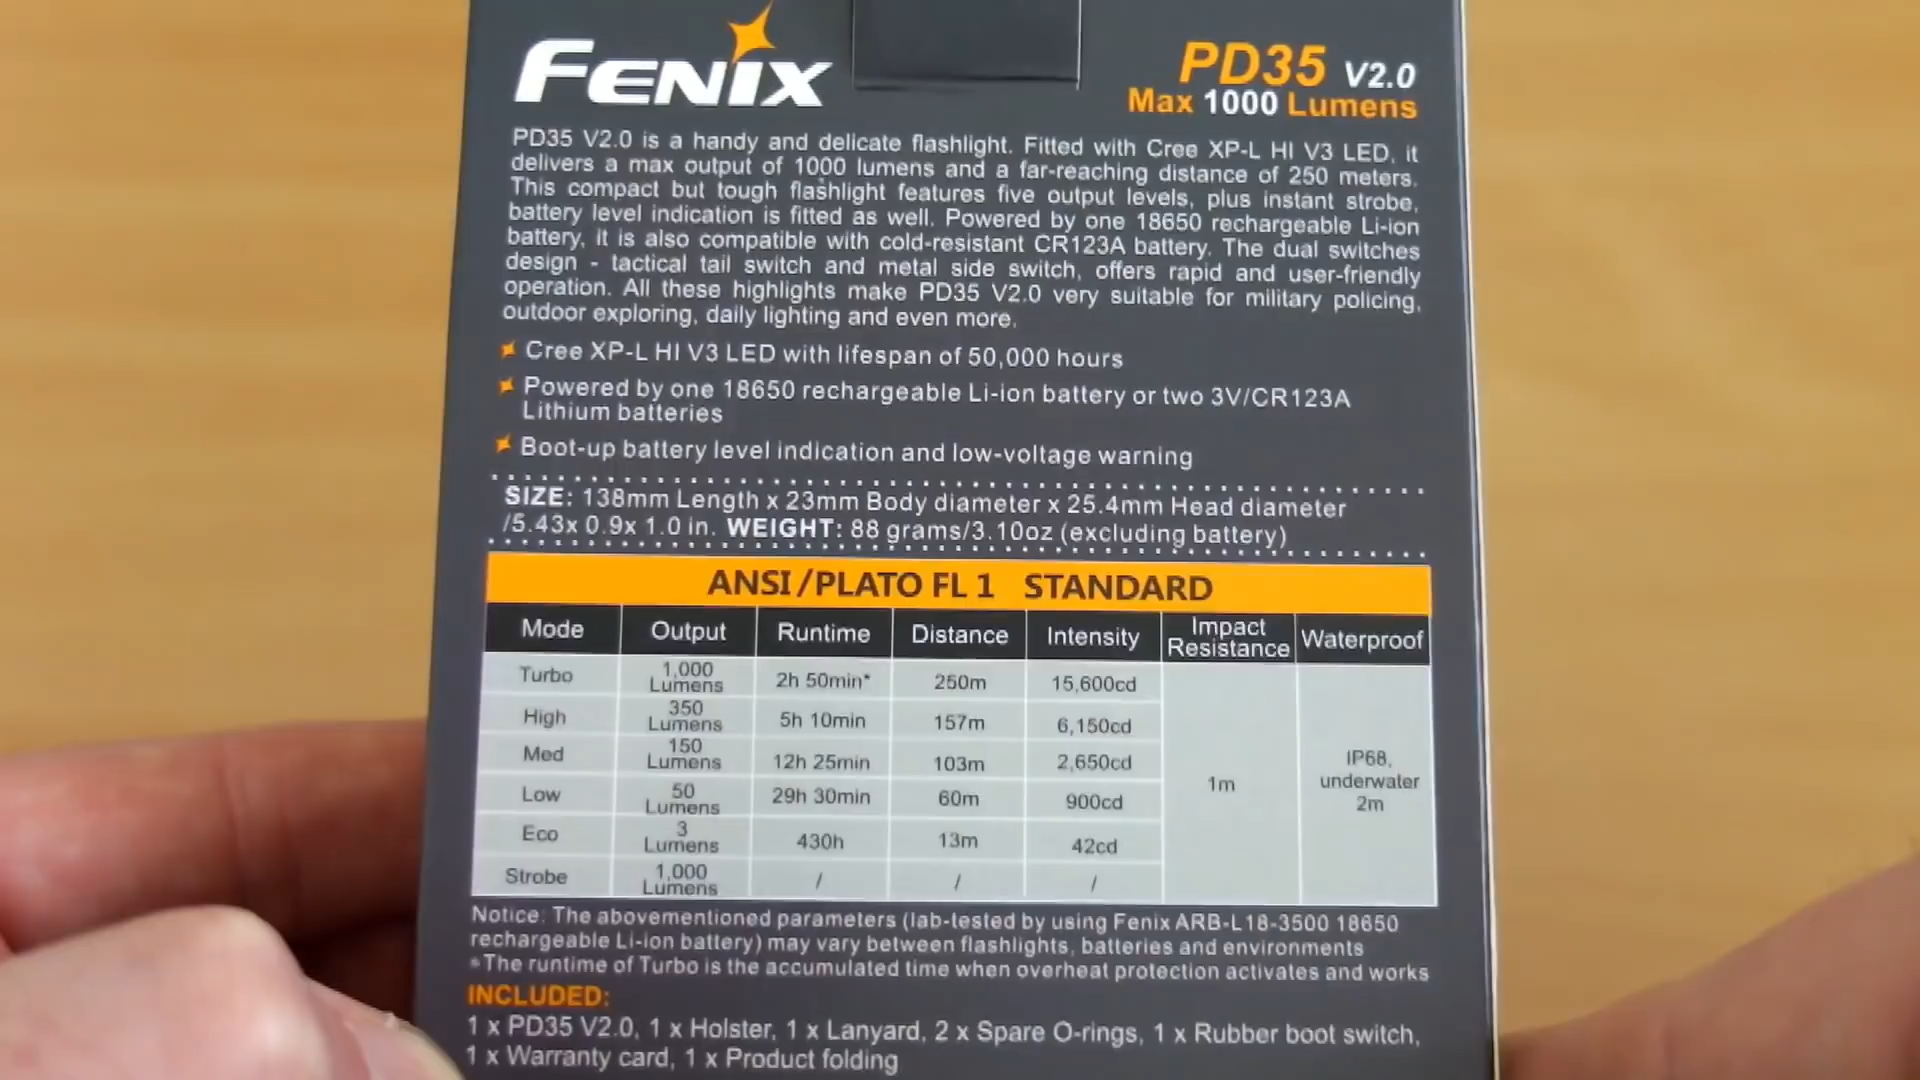 FENIX
PD35 V2.0
Max 1000 Lumens
PD35 V2.0 is a handy and delicate flashlight. Fitted with Cree XP-L HI V3 LED, it
delivers a max output of 1000 lumens and a far-reaching distance of 250 meters.
This compact but tough flashlight features five output levels, plus instant strobe,
battery level indication is fitted as well. Powered by one 18650 rechargeable Li-ion
battery, it is also compatible with cold-resistant CR123A battery. The dual switches
design - tactical tail switch and metal side switch, offers rapid and user-friendly
operation. All these highlights make PD35 V2.0 very suitable for military policing,
outdoor exploring, daily lighting and even more.
Cree XP-L HI V3 LED with lifespan of 50,000 hours
Powered by one 18650 rechargeable Li-ion battery or two 3V/CR123A
Lithium batteries
Boot-up battery level indication and low-voltage warning
SIZE: 138mm Length x 23mm Body diameter x 25.4mm Head diameter
/5.43x 0.9x 1.0 in. WEIGHT: 88 grams/3.10oz (excluding battery)
ANSI/PLATO FL 1 STANDARD
Mode Output Runtime Distance Intensity Impact Resistance Waterproof
Turbo 1,000 Lumens 2h 50min* 250m 15,600cd
High 350 Lumens 5h 10min 157m 6,150cd
Med 150 Lumens 12h 25min 103m 2,650cd
Low 50 Lumens 29h 30min 60m 900cd
Eco 3 Lumens 430h 13m 42cd
Strobe 1,000 Lumens / / /
1m
IP68,
underwater
2m
Notice: The abovementioned parameters (lab-tested by using Fenix ARB-L18-3500 18650
rechargeable Li-ion battery) may vary between flashlights, batteries and environments
*The runtime of Turbo is the accumulated time when overheat protection activates and works
INCLUDED:
1 x PD35 V2.0, 1 x Holster, 1 x Lanyard, 2 x Spare O-rings, 1 x Rubber boot switch,
1 x Warranty card, 1 x Product folding